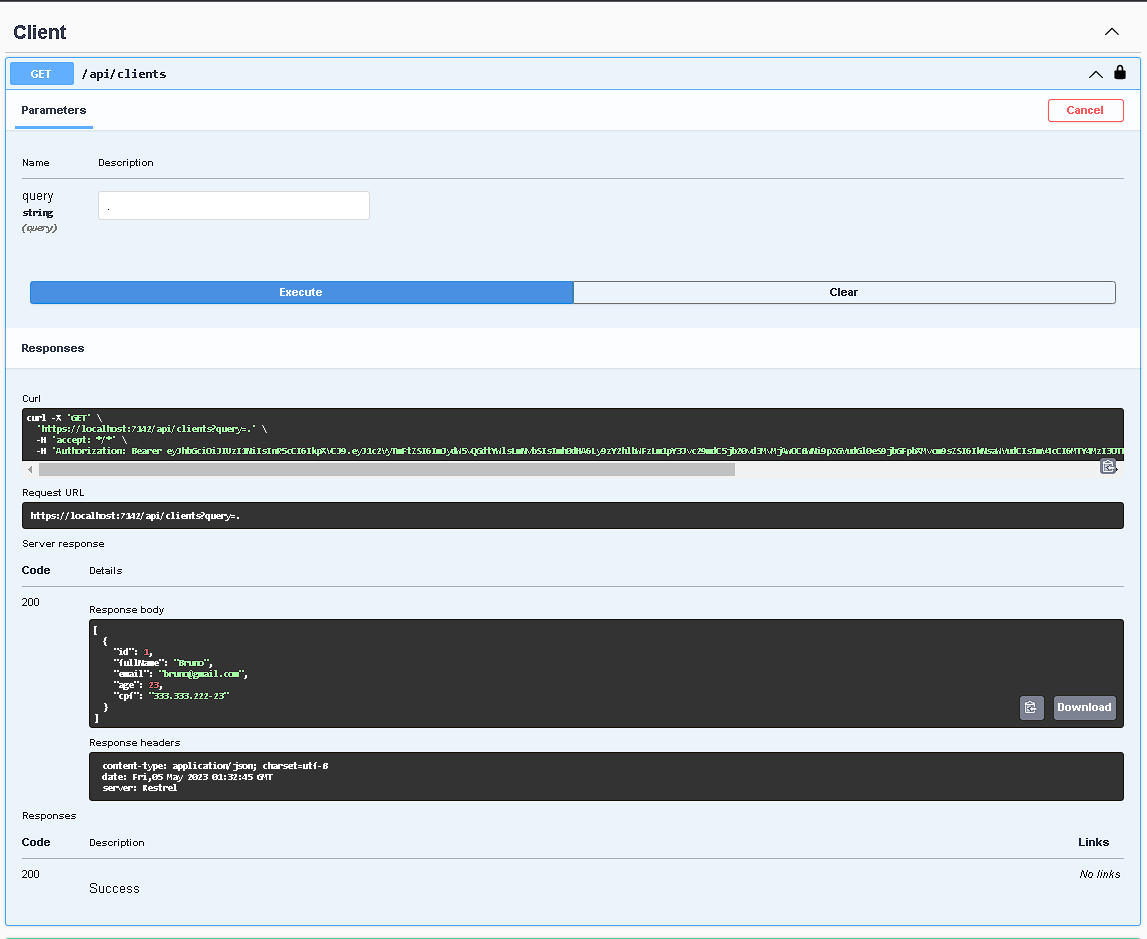 Client
GET /api/clients
Parameters
Cancel
Name Description
query
string
(query)
.
Execute
Clear
Responses
Curl
curl -X 'GET' \
'https://localhost:7142/api/clients?query=.' \
-H 'accept: */*' \
-H 'Authorization: Bearer
Request URL
https://localhost:7142/api/clients?query=.
Server response
Code Details
200
Response body
[
{
"id": 1,
"fullName": "Bruno",
"email": "bruno@gmail.com",
"age": 23,
"cpf": "333.333.222-23"
}
]
Download
Response headers
content-type: application/json; charset=utf-8
date: Fri,05 May 2023 01:32:45 GMT
server: Kestrel
Responses
Code Description Links
200 No links
Success